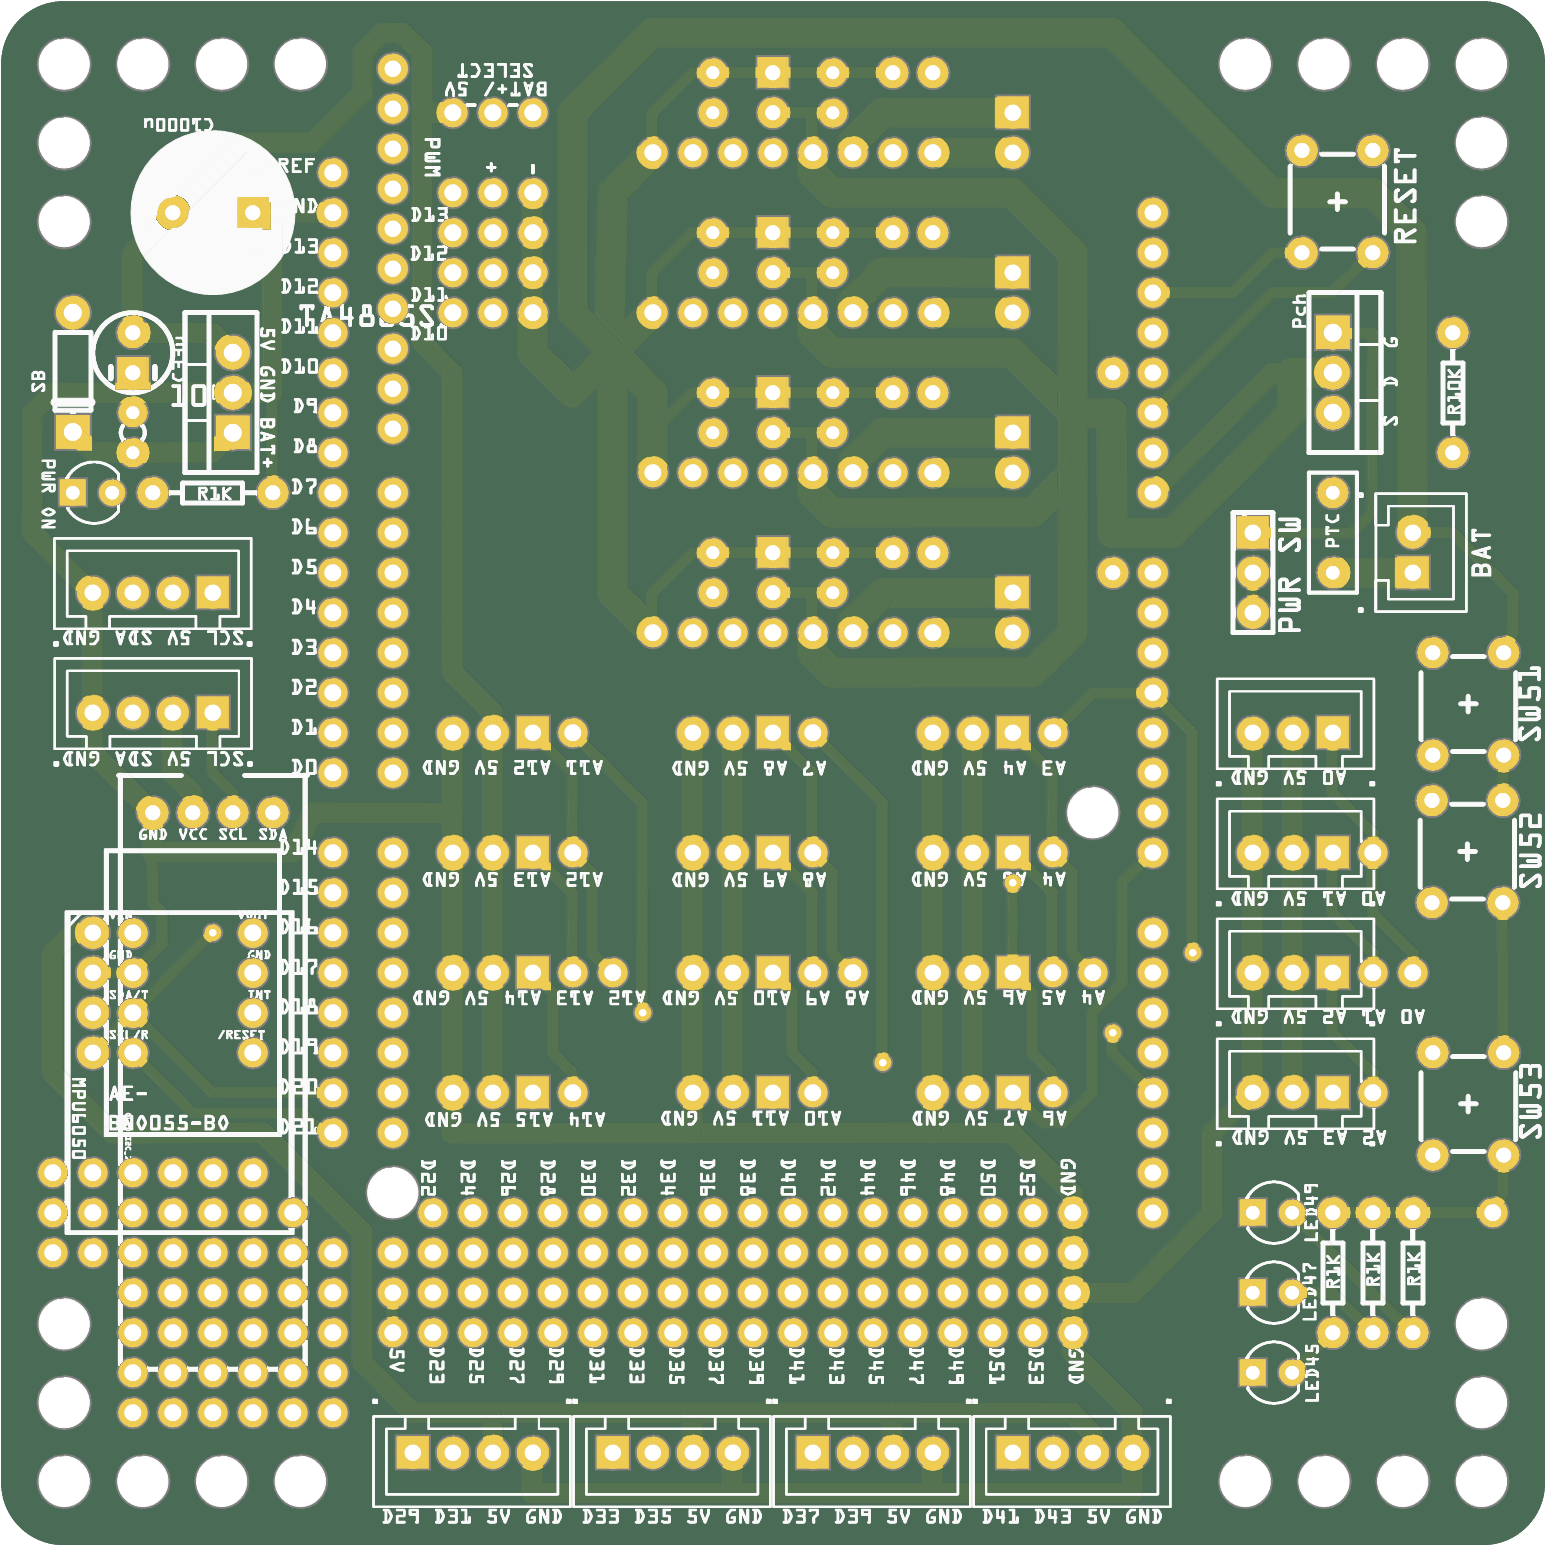 SELECT
BAT+/ 5V
C1000u
PWM
+ -
REF
D13
D12
D11
D10
D13
D12
D11
D10
D9
D8
D7
D6
D5
D4
D3
D2
D1
D0
D14
D15
D16
D17
D18
D19
D20
D21
RESET
+
Pch
G
D
S
R10K
SB
5V GND BAT+
PWR ON
R1K
PWR SW
PTC
BAT
GND 5V SDA SCL
GND 5V SDA SCL
GND VCC SCL SDA
GND
INT
/RESET
MPU6050
AE-
BNO055-BO
GND 5V A12 A11
GND 5V A8 A7
GND 5V A4 A3
GND 5V A0
GND 5V A13 A12
GND 5V A9 A8
GND 5V A5 A4
GND 5V A1 A0
GND 5V A14 A13 A12
GND 5V A10 A9 A8
GND 5V A6 A5 A4
GND 5V A2 A1 A0
GND 5V A15 A14
GND 5V A11 A10
GND 5V A7 A6
GND 5V A3 A2
SW51
+
SW52
+
SW53
+
D22 D24 D26 D28 D30 D32 D34 D36 D38 D40 D42 D44 D46 D48 D50 D52 GND
5V D23 D25 D27 D29 D31 D33 D35 D37 D39 D41 D43 D45 D47 D49 D51 D53 GND
LED49
LED47
LED45
R1K R1K R1K
D29 D31 5V GND
D33 D35 5V GND
D37 D39 5V GND
D41 D43 5V GND